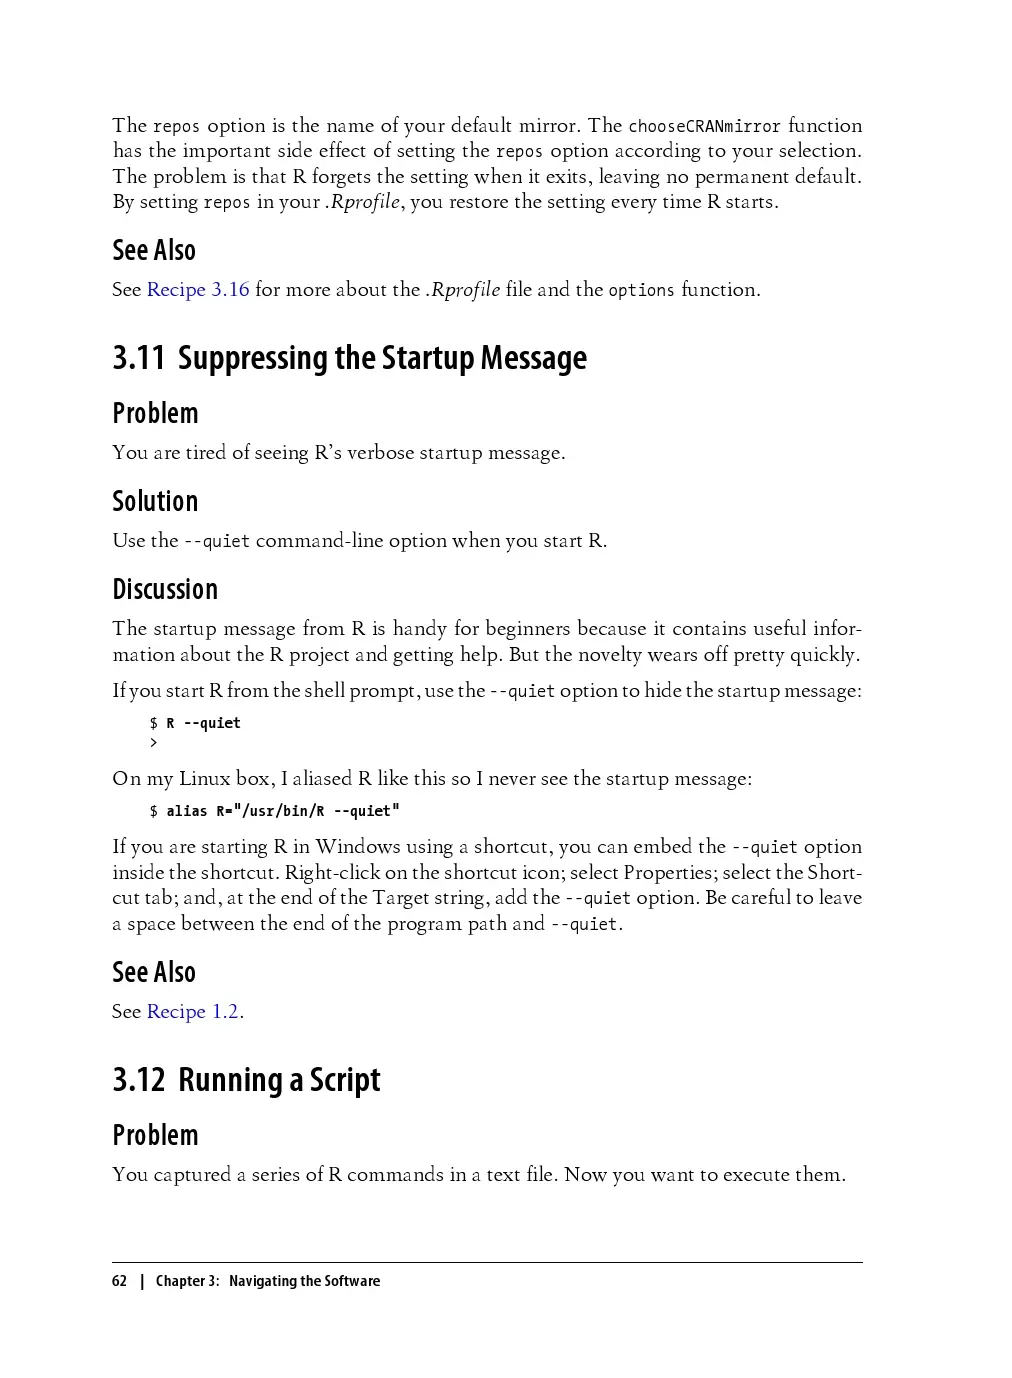 The repos option is the name of your default mirror. The chooseCRANmirror function
has the important side effect of setting the repos option according to your selection.
The problem is that R forgets the setting when it exits, leaving no permanent default.
By setting repos in your .Rprofile, you restore the setting every time R starts.
See Also
See Recipe 3.16 for more about the .Rprofile file and the options function.
3.11 Suppressing the Startup Message
Problem
You are tired of seeing R’s verbose startup message.
Solution
Use the --quiet command-line option when you start R.
Discussion
The startup message from R is handy for beginners because it contains useful infor-
mation about the R project and getting help. But the novelty wears off pretty quickly.
If you start R from the shell prompt, use the --quiet option to hide the startup message:
$ R --quiet
>
On my Linux box, I aliased R like this so I never see the startup message:
$ alias R="/usr/bin/R --quiet"
If you are starting R in Windows using a shortcut, you can embed the --quiet option
inside the shortcut. Right-click on the shortcut icon; select Properties; select the Short-
cut tab; and, at the end of the Target string, add the --quiet option. Be careful to leave
a space between the end of the program path and --quiet.
See Also
See Recipe 1.2.
3.12 Running a Script
Problem
You captured a series of R commands in a text file. Now you want to execute them.
62 | Chapter 3: Navigating the Software